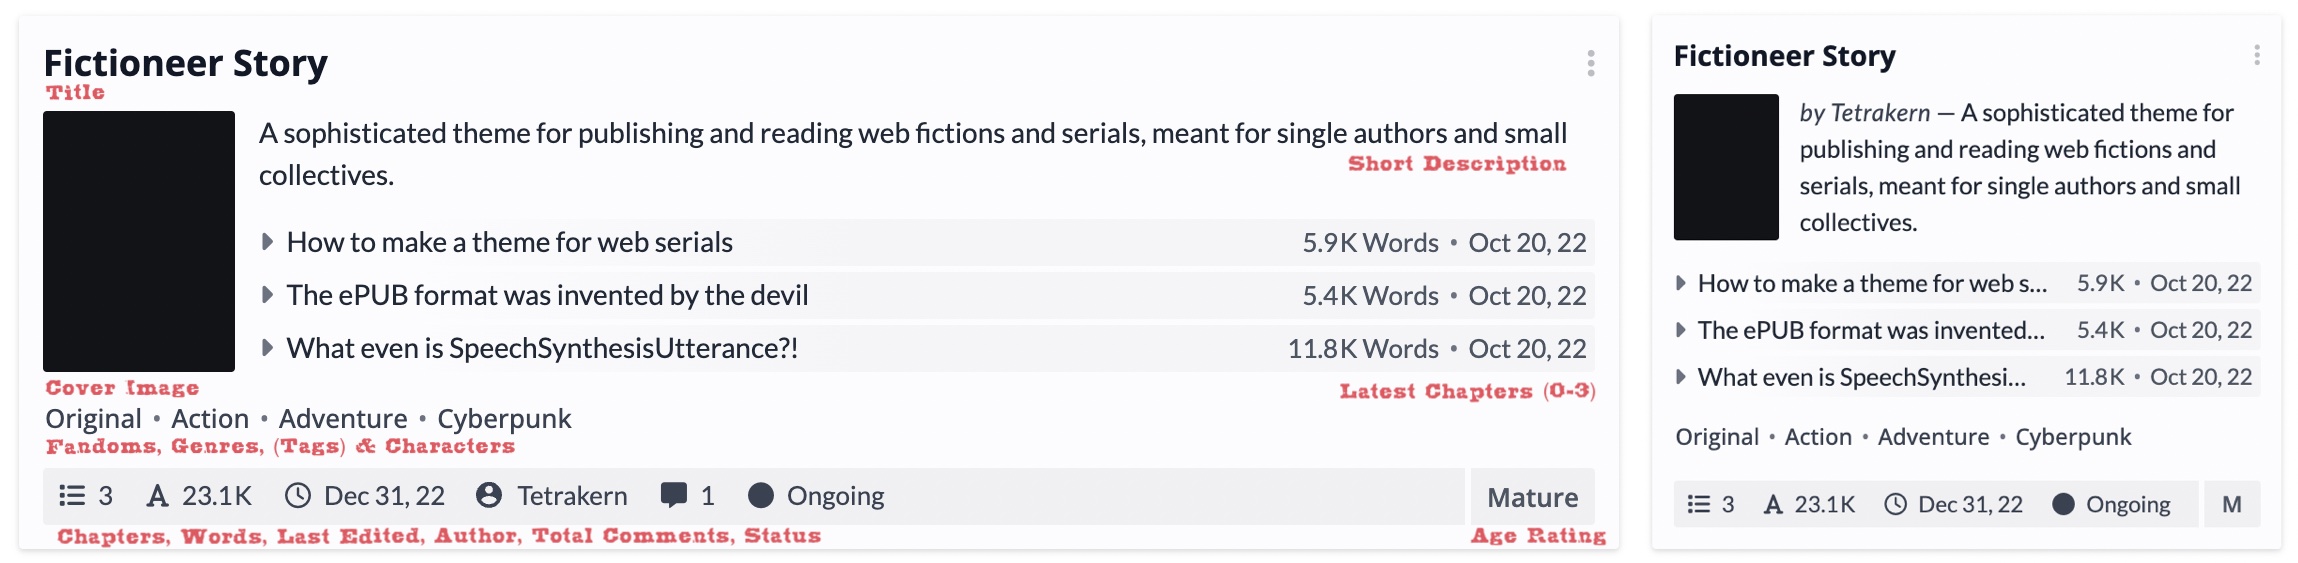 Fictioneer Story
Title
A sophisticated theme for publishing and reading web fictions and serials, meant for single authors and small
Short Description
collectives.
How to make a theme for web serials 5.9K Words • Oct 20, 22
The ePUB format was invented by the devil 5.4K Words • Oct 20, 22
What even is SpeechSynthesisUtterance?! 11.8K Words • Oct 20, 22
Cover Image
Latest Chapters (0-3)
Original • Action • Adventure • Cyberpunk
Fandoms, Genres, (Tags) & Characters
3 23.1K Dec 31, 22 Tetrakern 1 Ongoing Mature
Chapters, Words, Last Edited, Author, Total Comments, Status
Age Rating
Fictioneer Story
by Tetrakern — A sophisticated theme for
publishing and reading web fictions and
serials, meant for single authors and small
collectives.
How to make a theme for web s... 5.9K • Oct 20, 22
The ePUB format was invented... 5.4K • Oct 20, 22
What even is SpeechSynthesi... 11.8K • Oct 20, 22
Original • Action • Adventure • Cyberpunk
3 23.1K Dec 31, 22 Ongoing M